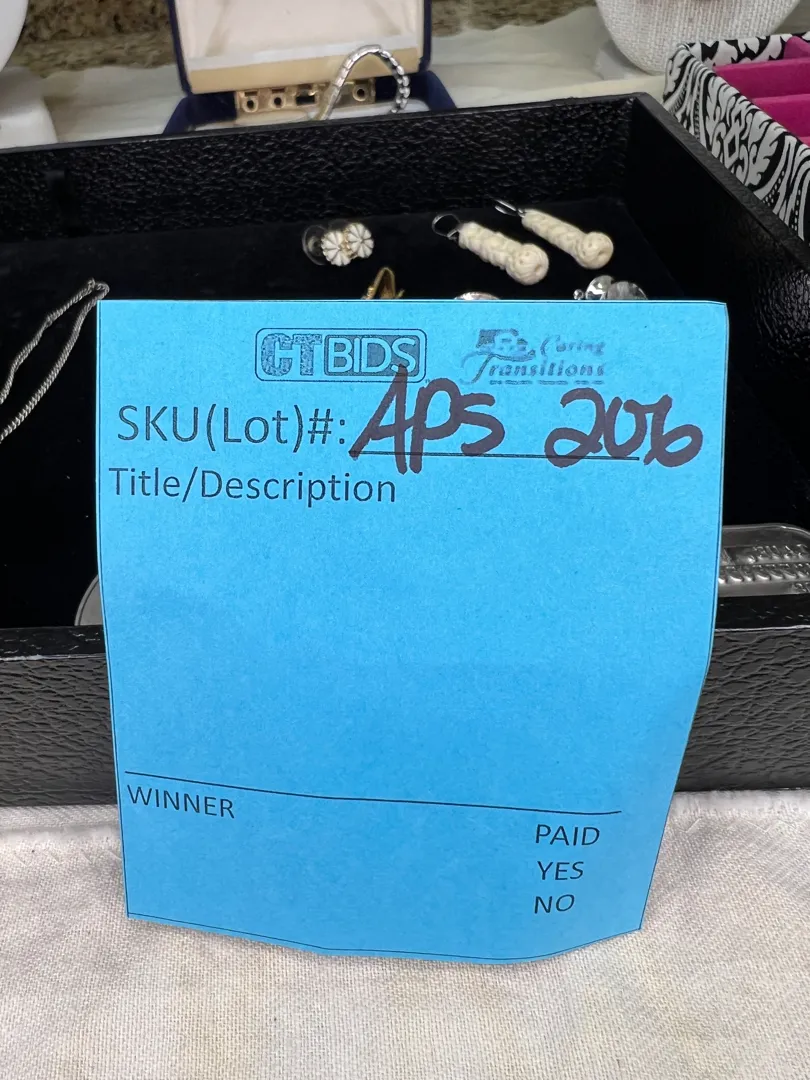 CTBIDS
Caring
Transitions
SKU(Lot)#: APS 206
Title/Description
WINNER
PAID
YES
NO